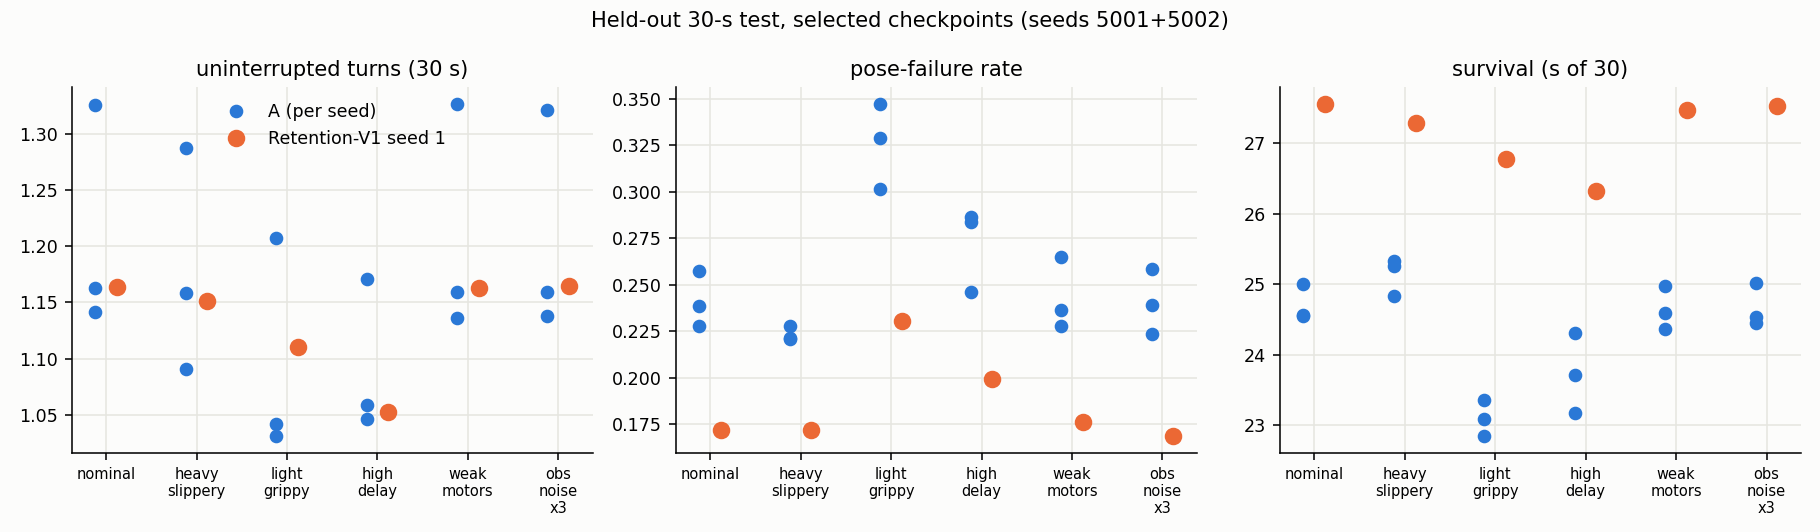 Held-out 30-s test, selected checkpoints (seeds 5001+5002)
uninterrupted turns (30 s)
A (per seed)
Retention-V1 seed 1
1.30
1.25
1.20
1.15
1.10
1.05
nominal
heavy
slippery
light
grippy
high
delay
weak
motors
obs
noise
x3
pose-failure rate
0.350
0.325
0.300
0.275
0.250
0.225
0.200
0.175
nominal
heavy
slippery
light
grippy
high
delay
weak
motors
obs
noise
x3
survival (s of 30)
27
26
25
24
23
nominal
heavy
slippery
light
grippy
high
delay
weak
motors
obs
noise
x3